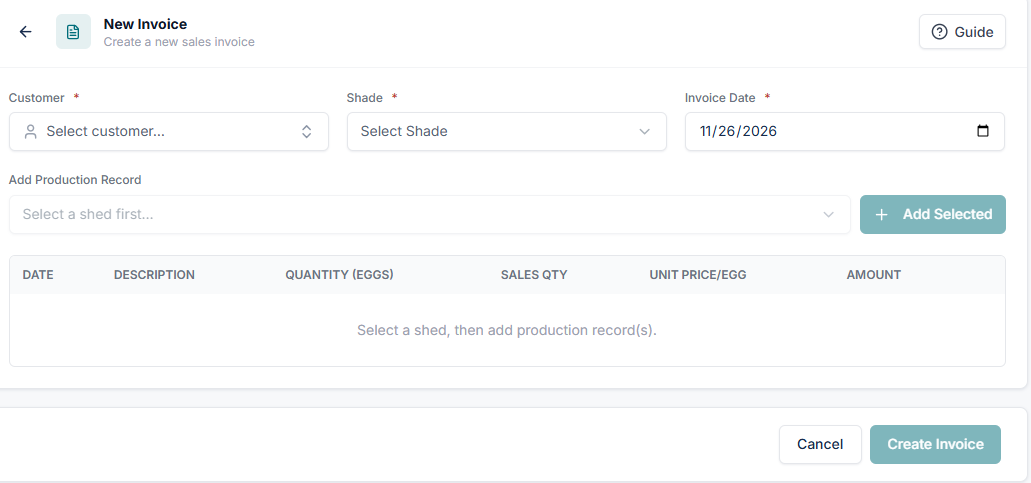 New Invoice
Create a new sales invoice
Guide
Customer *
Shade *
Invoice Date *
Select customer...
Select Shade
11/26/2026
Add Production Record
Select a shed first...
+ Add Selected
DATE DESCRIPTION QUANTITY (EGGS) SALES QTY UNIT PRICE/EGG AMOUNT
Select a shed, then add production record(s).
Cancel
Create Invoice